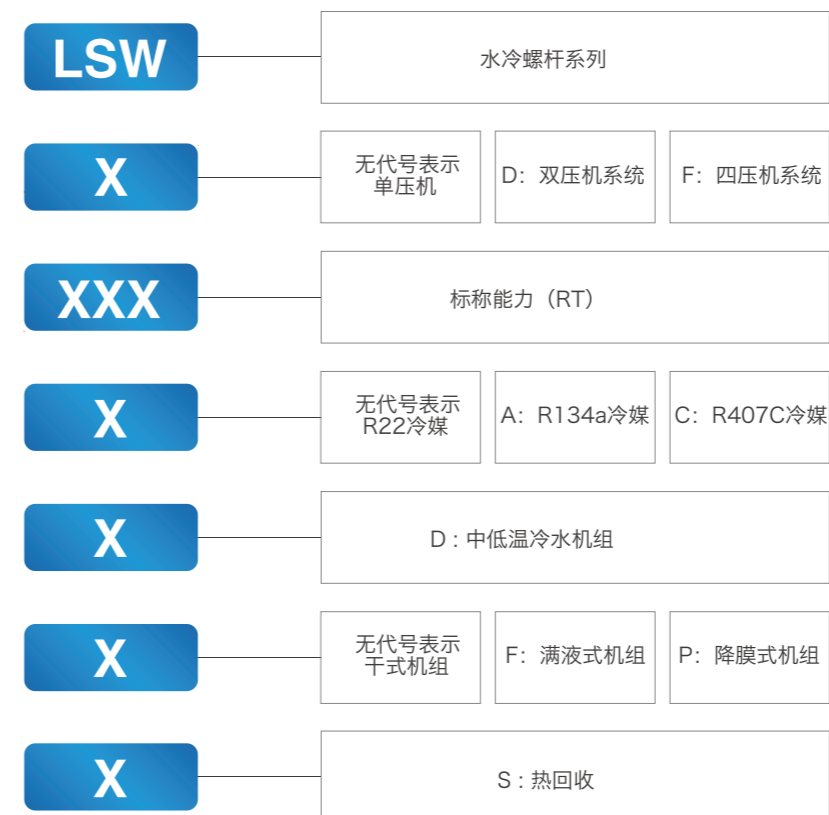 LSW
水冷螺杆系列
X
无代号表示
单压机
D：双压机系统
F：四压机系统
XXX
标称能力（RT）
X
无代号表示
R22冷媒
A：R134a冷媒
C：R407C冷媒
X
D : 中低温冷水机组
X
无代号表示
干式机组
F：满液式机组
P：降膜式机组
X
S : 热回收